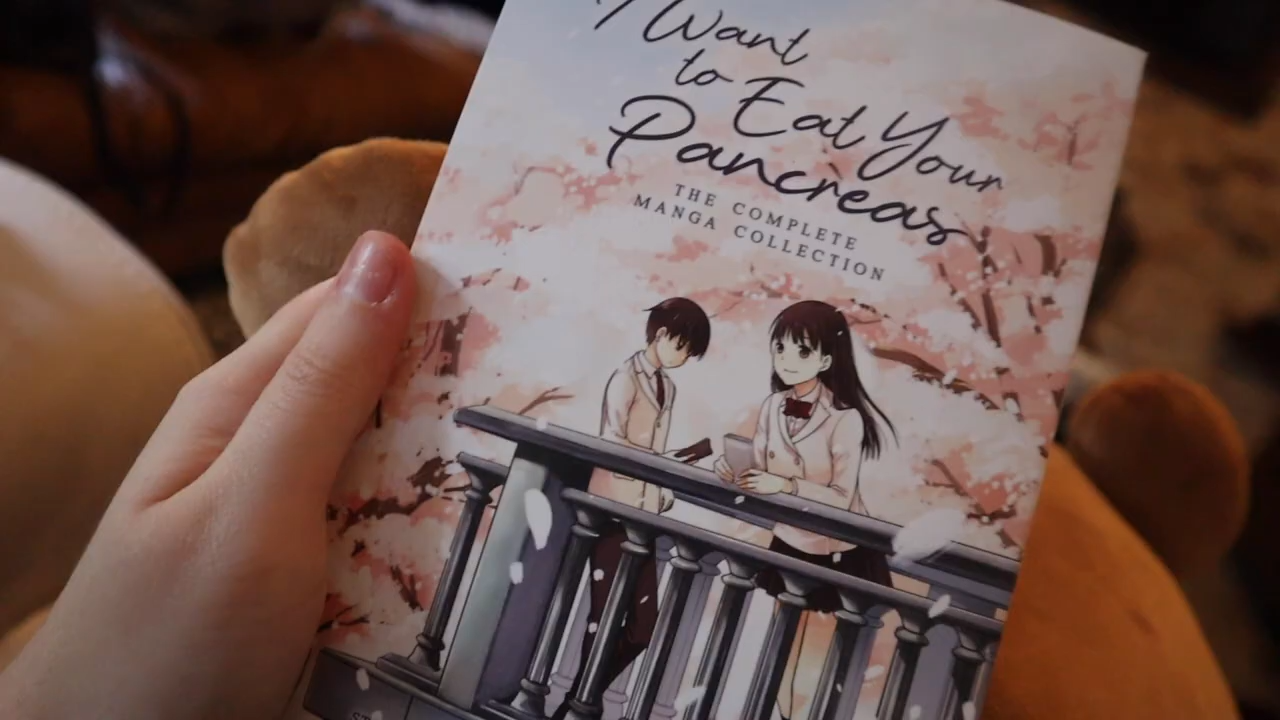 I Want
to Eat Your
Pancreas
THE COMPLETE
MANGA COLLECTION